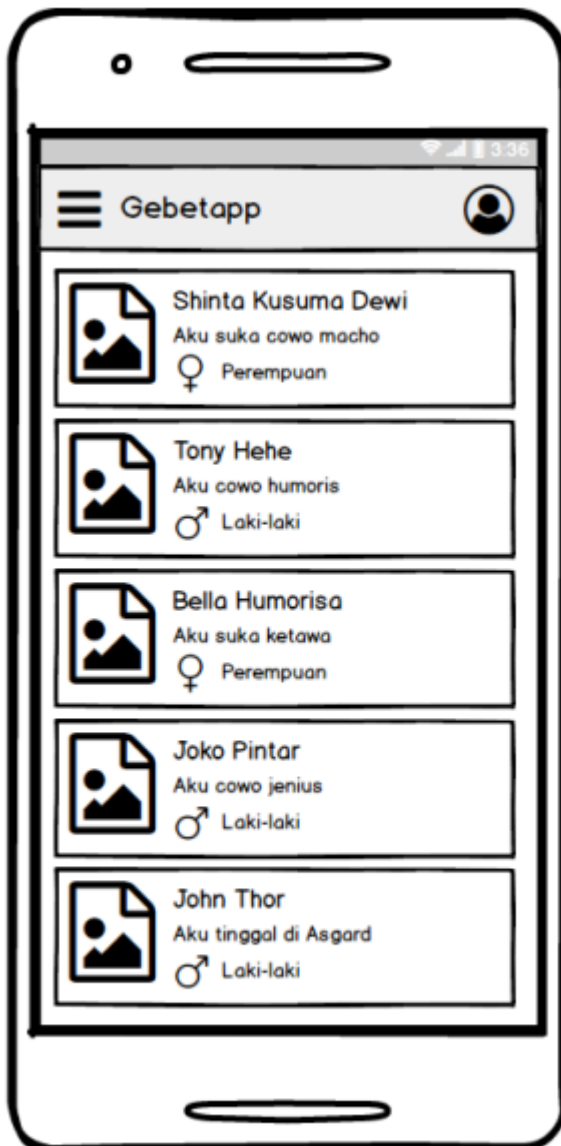 3:36
Gebetapp
Shinta Kusuma Dewi
Aku suka cowo macho
Perempuan
Tony Hehe
Aku cowo humoris
Laki-laki
Bella Humorisa
Aku suka ketawa
Perempuan
Joko Pintar
Aku cowo jenius
Laki-laki
John Thor
Aku tinggal di Asgard
Laki-laki